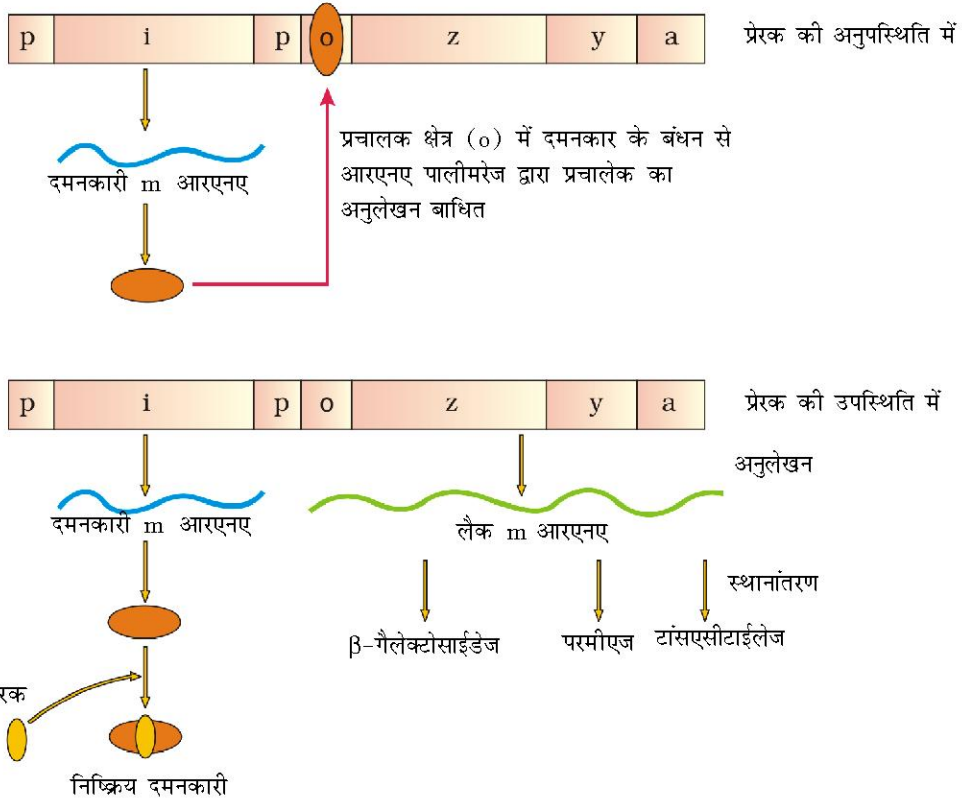 p i p o z y a प्रेरक की अनुपस्थिति में
प्रचालक क्षेत्र (o) में दमनकार के बंधन से
आरएनए पालीमरेज द्वारा प्रचालेक का
अनुलेखन बाधित
दमनकारी m आरएनए
p i p o z y a प्रेरक की उपस्थिति में
अनुलेखन
दमनकारी m आरएनए
लैक m आरएनए
स्थानांतरण
β-गैलेक्टोसाईडेज परमीएज टांसएसीटाईलेज
रक
निष्क्रिय दमनकारी